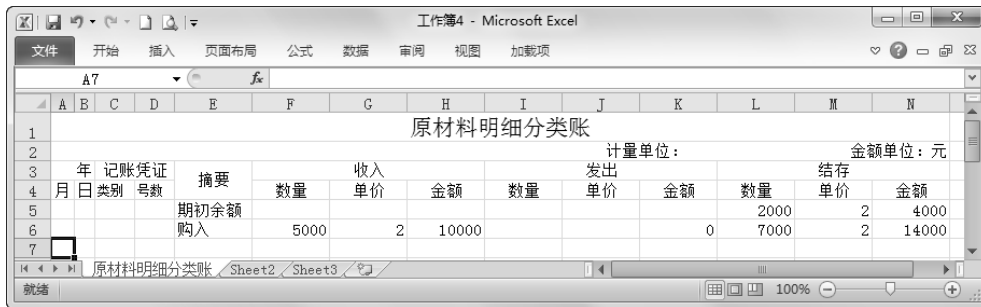 工作簿4 - Microsoft Excel
文件 开始 插入 页面布局 公式 数据 审阅 视图 加载项
A7 fx
A B C D E F G H I J K L M N
1 原材料明细分类账
2 计量单位： 金额单位：元
3 年 记账凭证 摘要 收入 发出 结存
4 月 日 类别 号数 数量 单价 金额 数量 单价 金额 数量 单价 金额
5 期初余额 2000 2 4000
6 购入 5000 2 10000 0 7000 2 14000
7
原材料明细分类账 Sheet2 Sheet3
就绪 100%